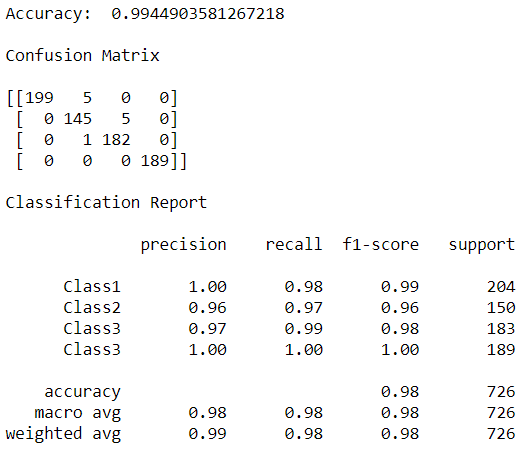 Accuracy:  0.9944903581267218
Confusion Matrix
[[199   5   0   0]
 [  0 145   5   0]
 [  0   1 182   0]
 [  0   0   0 189]]
Classification Report
              precision    recall  f1-score   support
      Class1       1.00      0.98      0.99       204
      Class2       0.96      0.97      0.96       150
      Class3       0.97      0.99      0.98       183
      Class3       1.00      1.00      1.00       189
    accuracy                           0.98       726
   macro avg       0.98      0.98      0.98       726
weighted avg       0.99      0.98      0.98       726